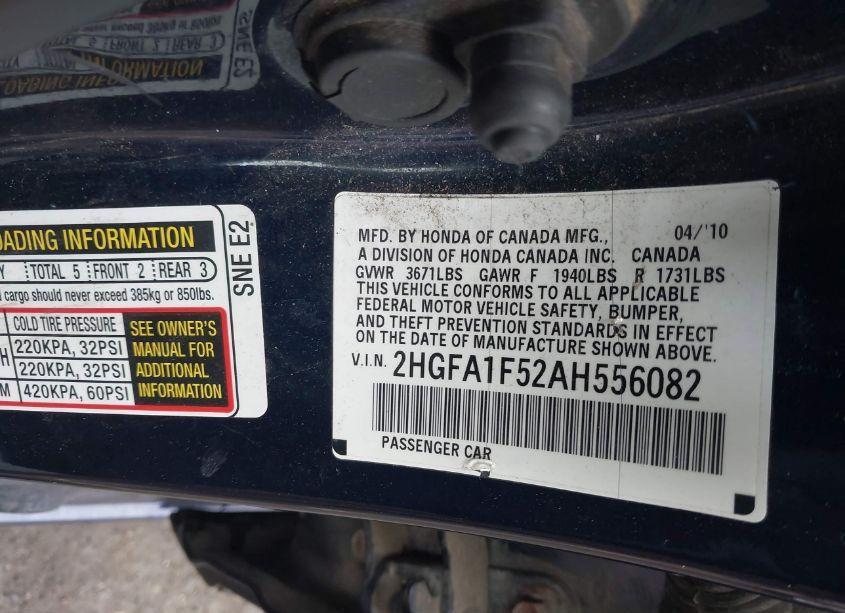 OADING INFORMATION
Y TOTAL 5 FRONT 2 REAR 3
cargo should never exceed 385kg or 850lbs.
COLD TIRE PRESSURE
H 220KPA, 32PSI
220KPA, 32PSI
M 420KPA, 60PSI
SEE OWNER'S
MANUAL FOR
ADDITIONAL
INFORMATION
SNE E2
MFD. BY HONDA OF CANADA MFG., 04/'10
A DIVISION OF HONDA CANADA INC. CANADA
GVWR 3671LBS GAWR F 1940LBS R 1731LBS
THIS VEHICLE CONFORMS TO ALL APPLICABLE
FEDERAL MOTOR VEHICLE SAFETY, BUMPER,
AND THEFT PREVENTION STANDARDS IN EFFECT
ON THE DATE OF MANUFACTURE SHOWN ABOVE.
V.I.N. 2HGFA1F52AH556082
PASSENGER CAR